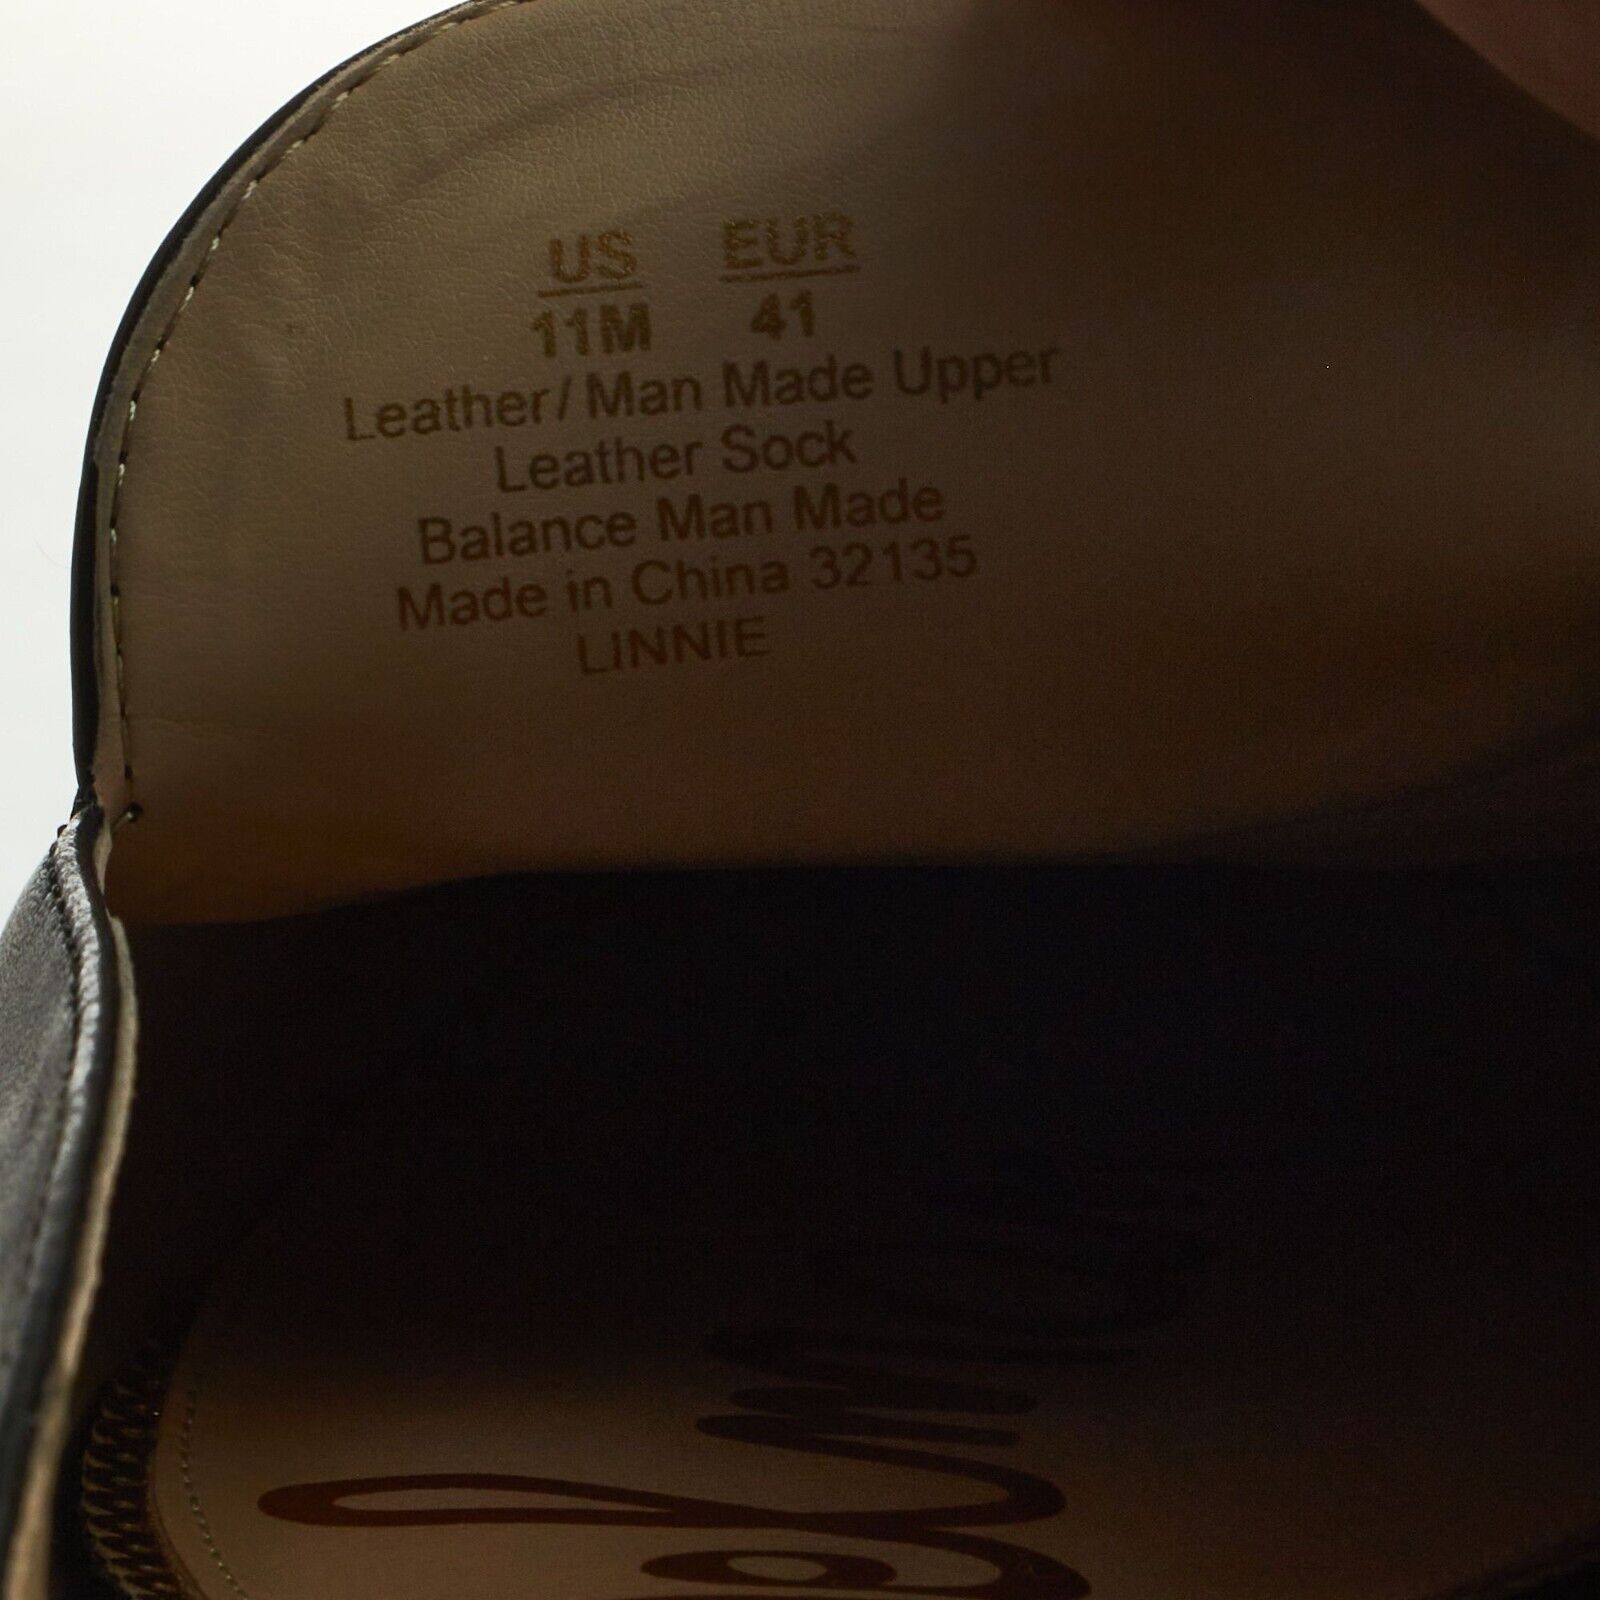 US EUR
11M 41
Leather/Man Made Upper
Leather Sock
Balance Man Made
Made in China 32135
LINNIE